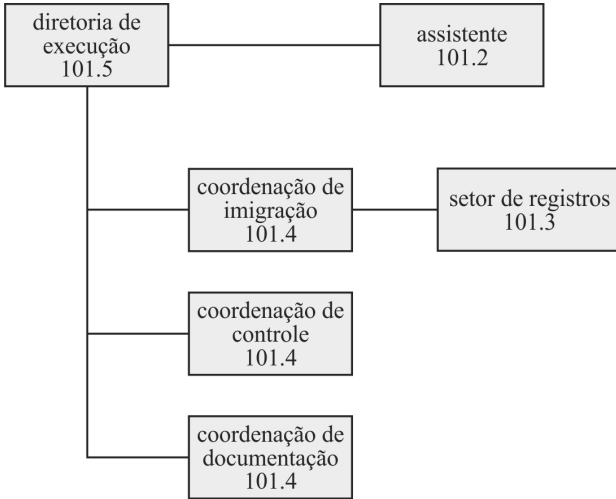 diretoria de
execução
101.5
assistente
101.2
coordenação de
imigração
101.4
setor de registros
101.3
coordenação de
controle
101.4
coordenação de
documentação
101.4